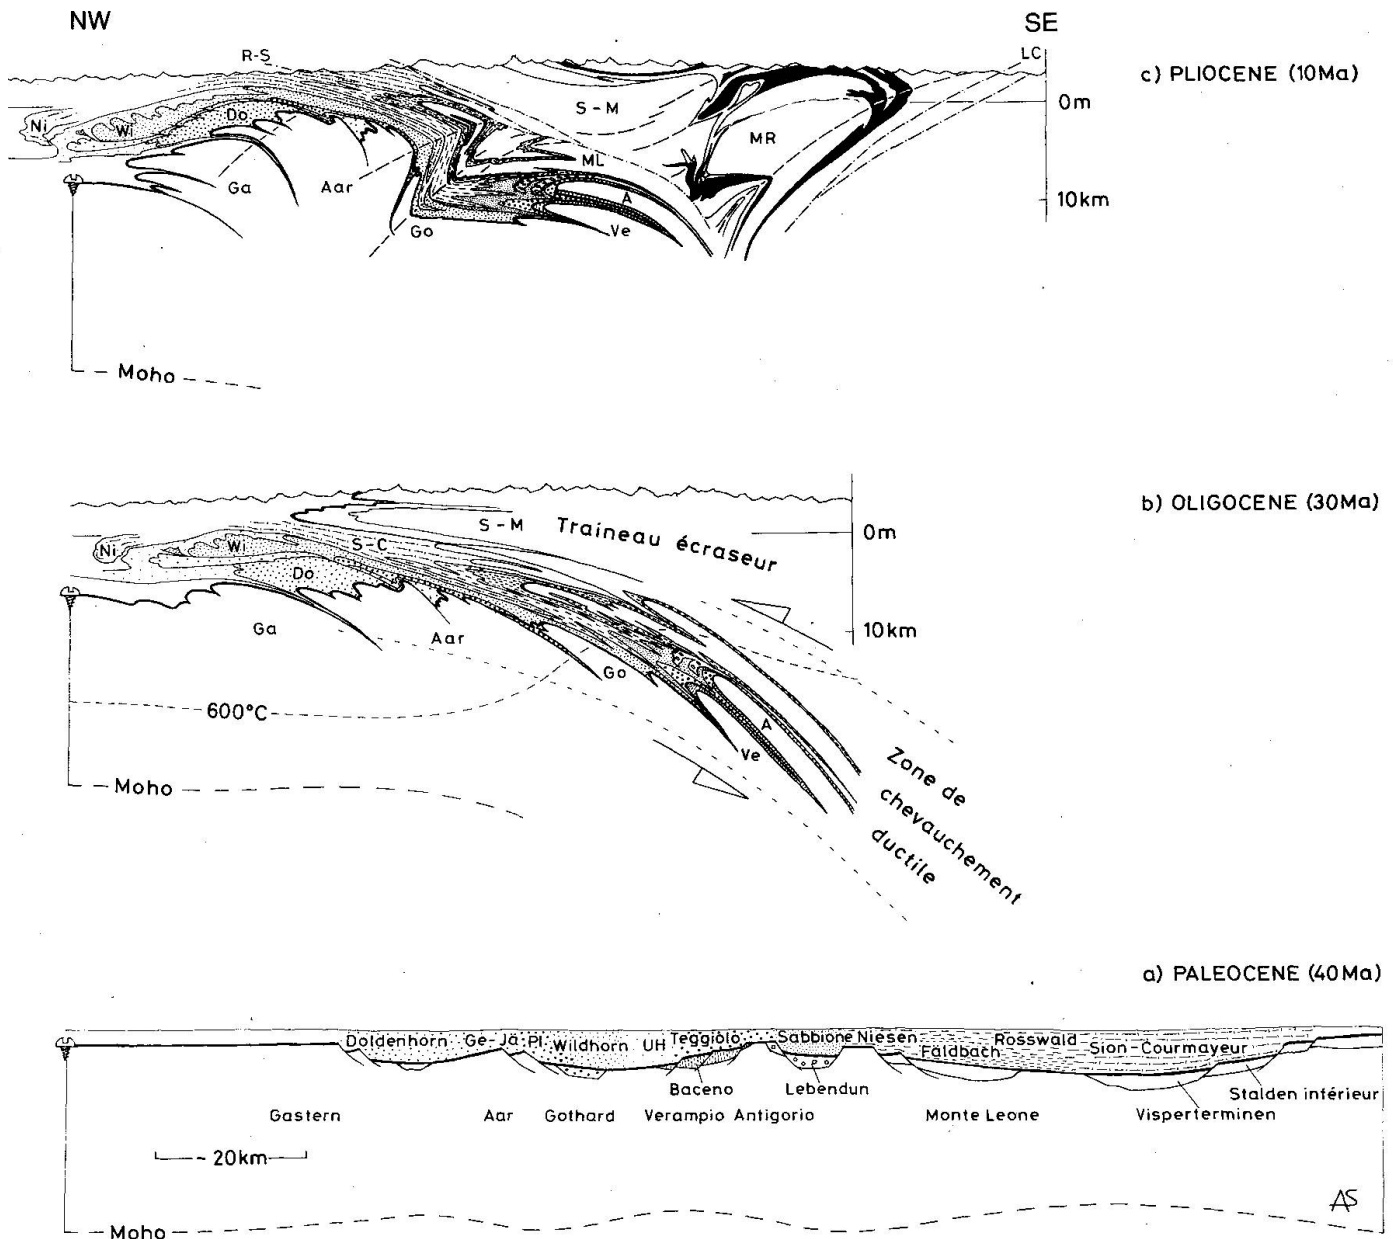 NW
SE
R-S
LC
c) PLIOCENE (10Ma)
S-M
0m
Ni
Wi
Do
MR
ML
Ga
Aar
A
10km
Go
Ve
Moho
b) OLIGOCENE (30Ma)
S-M Traineau écraseur
0m
Ni
Wi
S-C
Do
Ga
Aar
10km
Go
600°C
A
Ve
Moho
Zone de
chevauchement
ductile
a) PALEOCENE (40Ma)
Doldenhorn Ge-Jä-Pl Wildhorn UH Teggiolo Sabbione Niesen Faldbach Rosswald Sion-Courmayeur
Baceno Lebendun Stalden intérieur
Gastern Aar Gothard Verampio Antigorio Monte Leone Visperterminen
~20km
AS
Moho